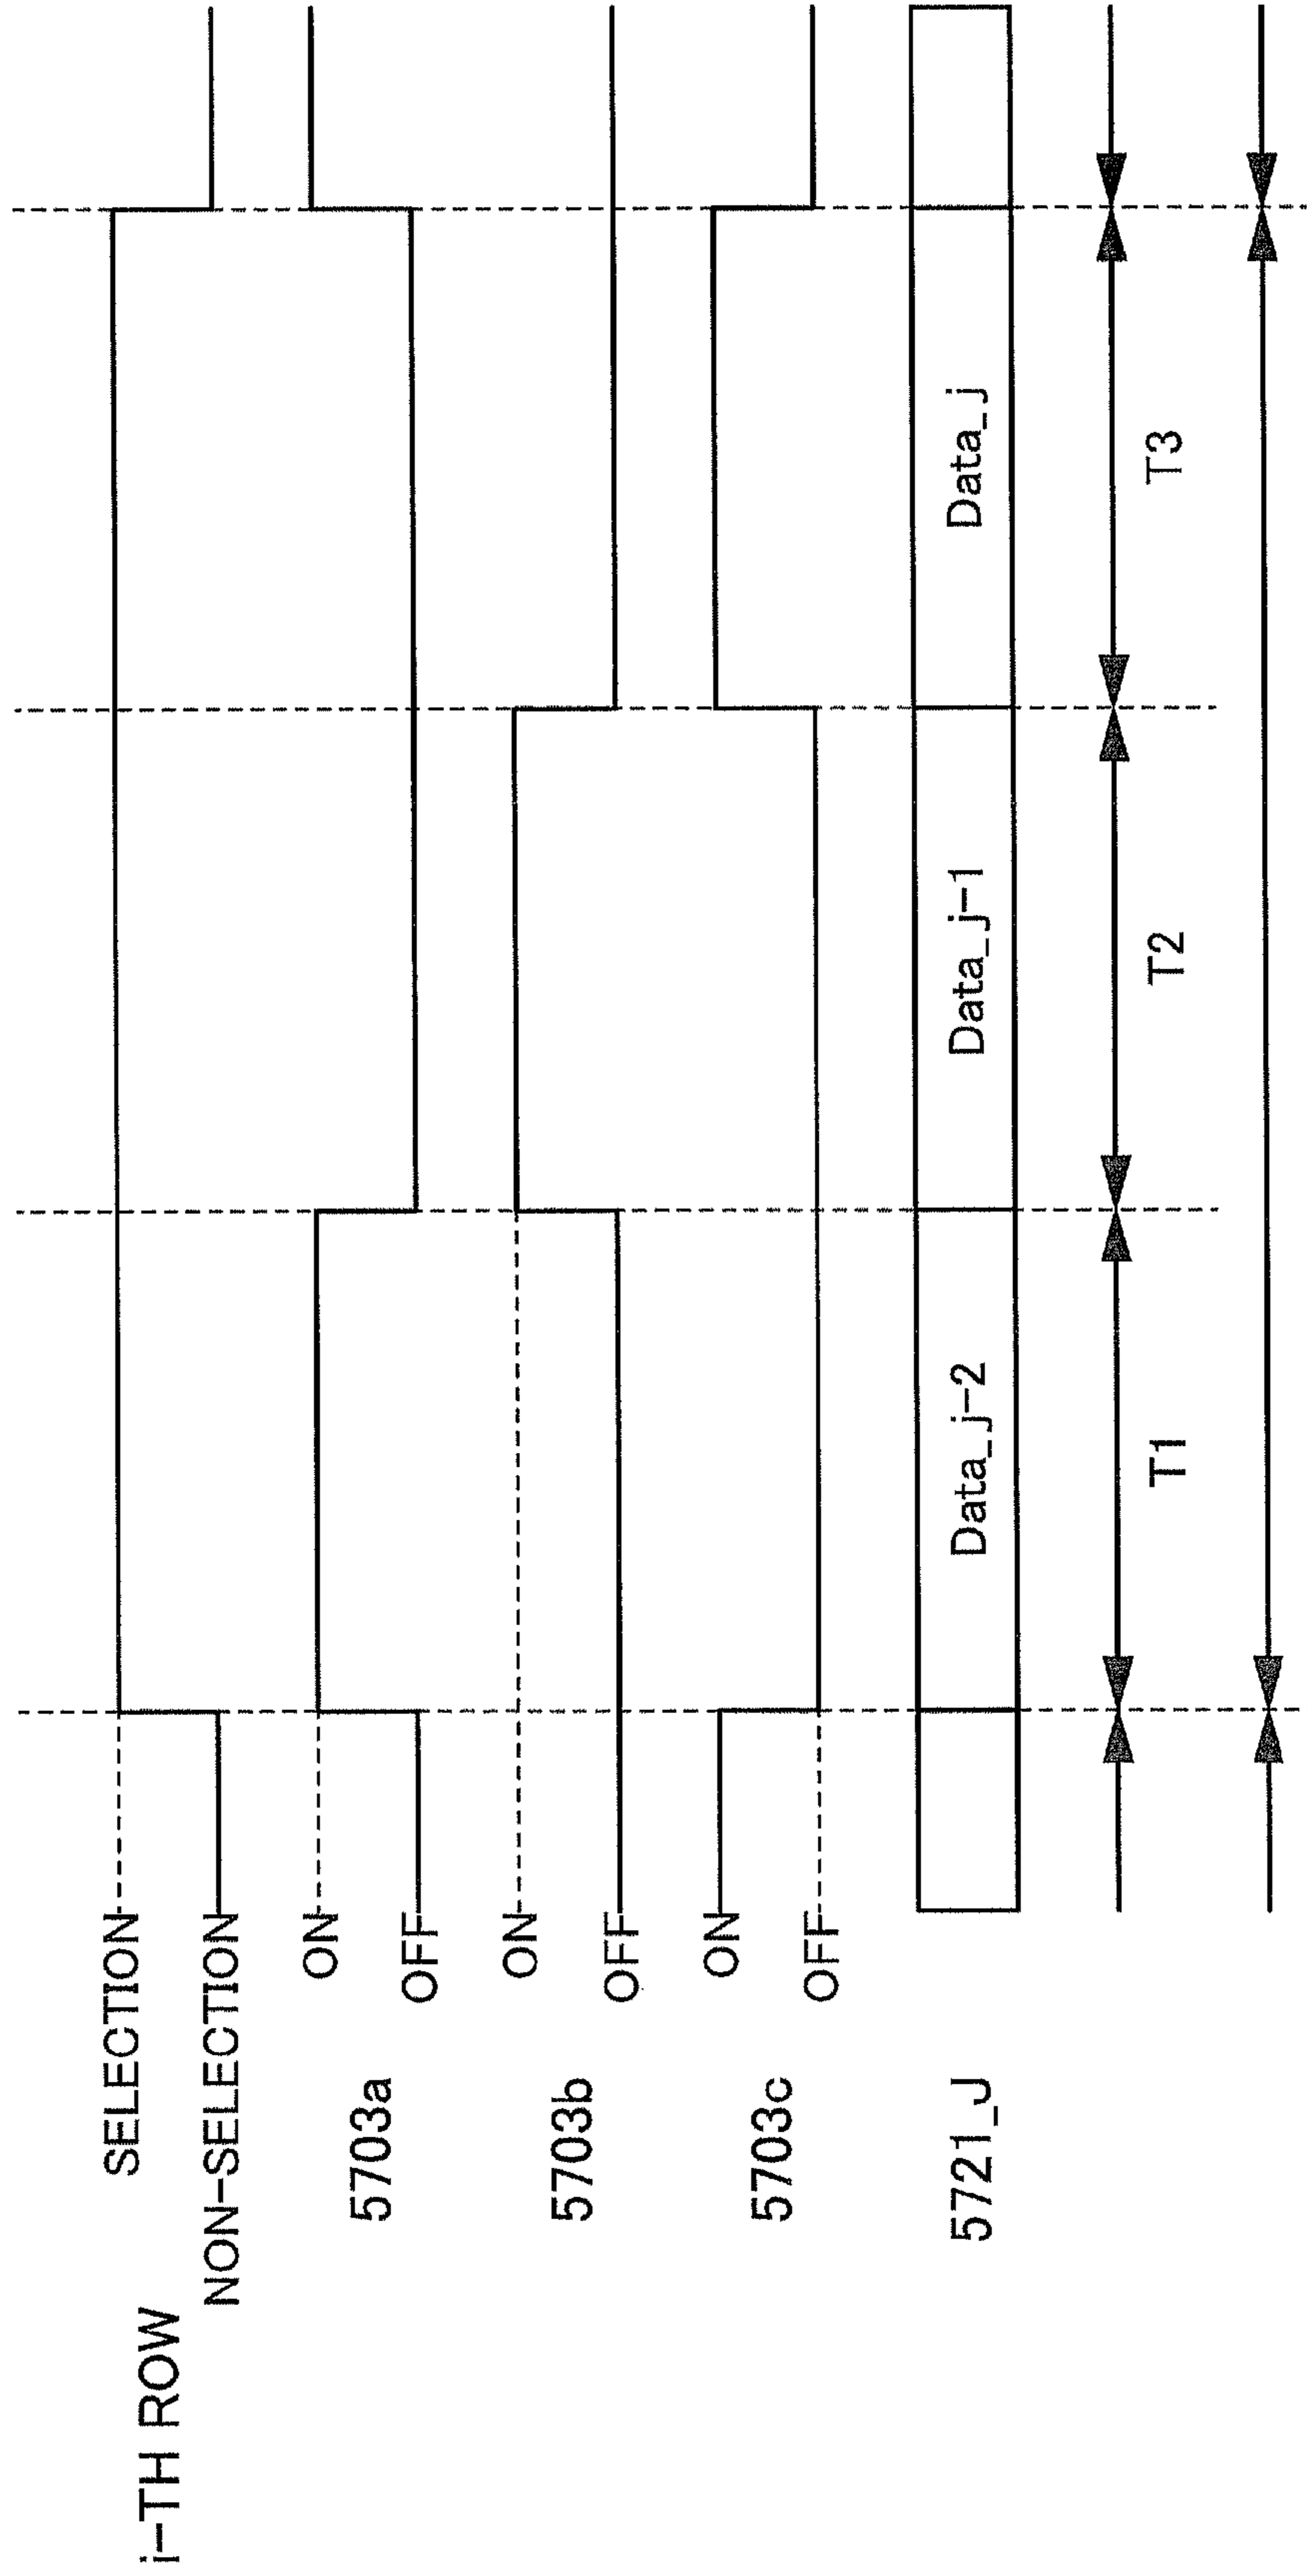 i-TH ROW
SELECTION
NON-SELECTION
5703a
ON
OFF
5703b
ON
OFF
5703c
ON
OFF
5721_J
Data_j-2
Data_j-1
Data_j
T1
T2
T3